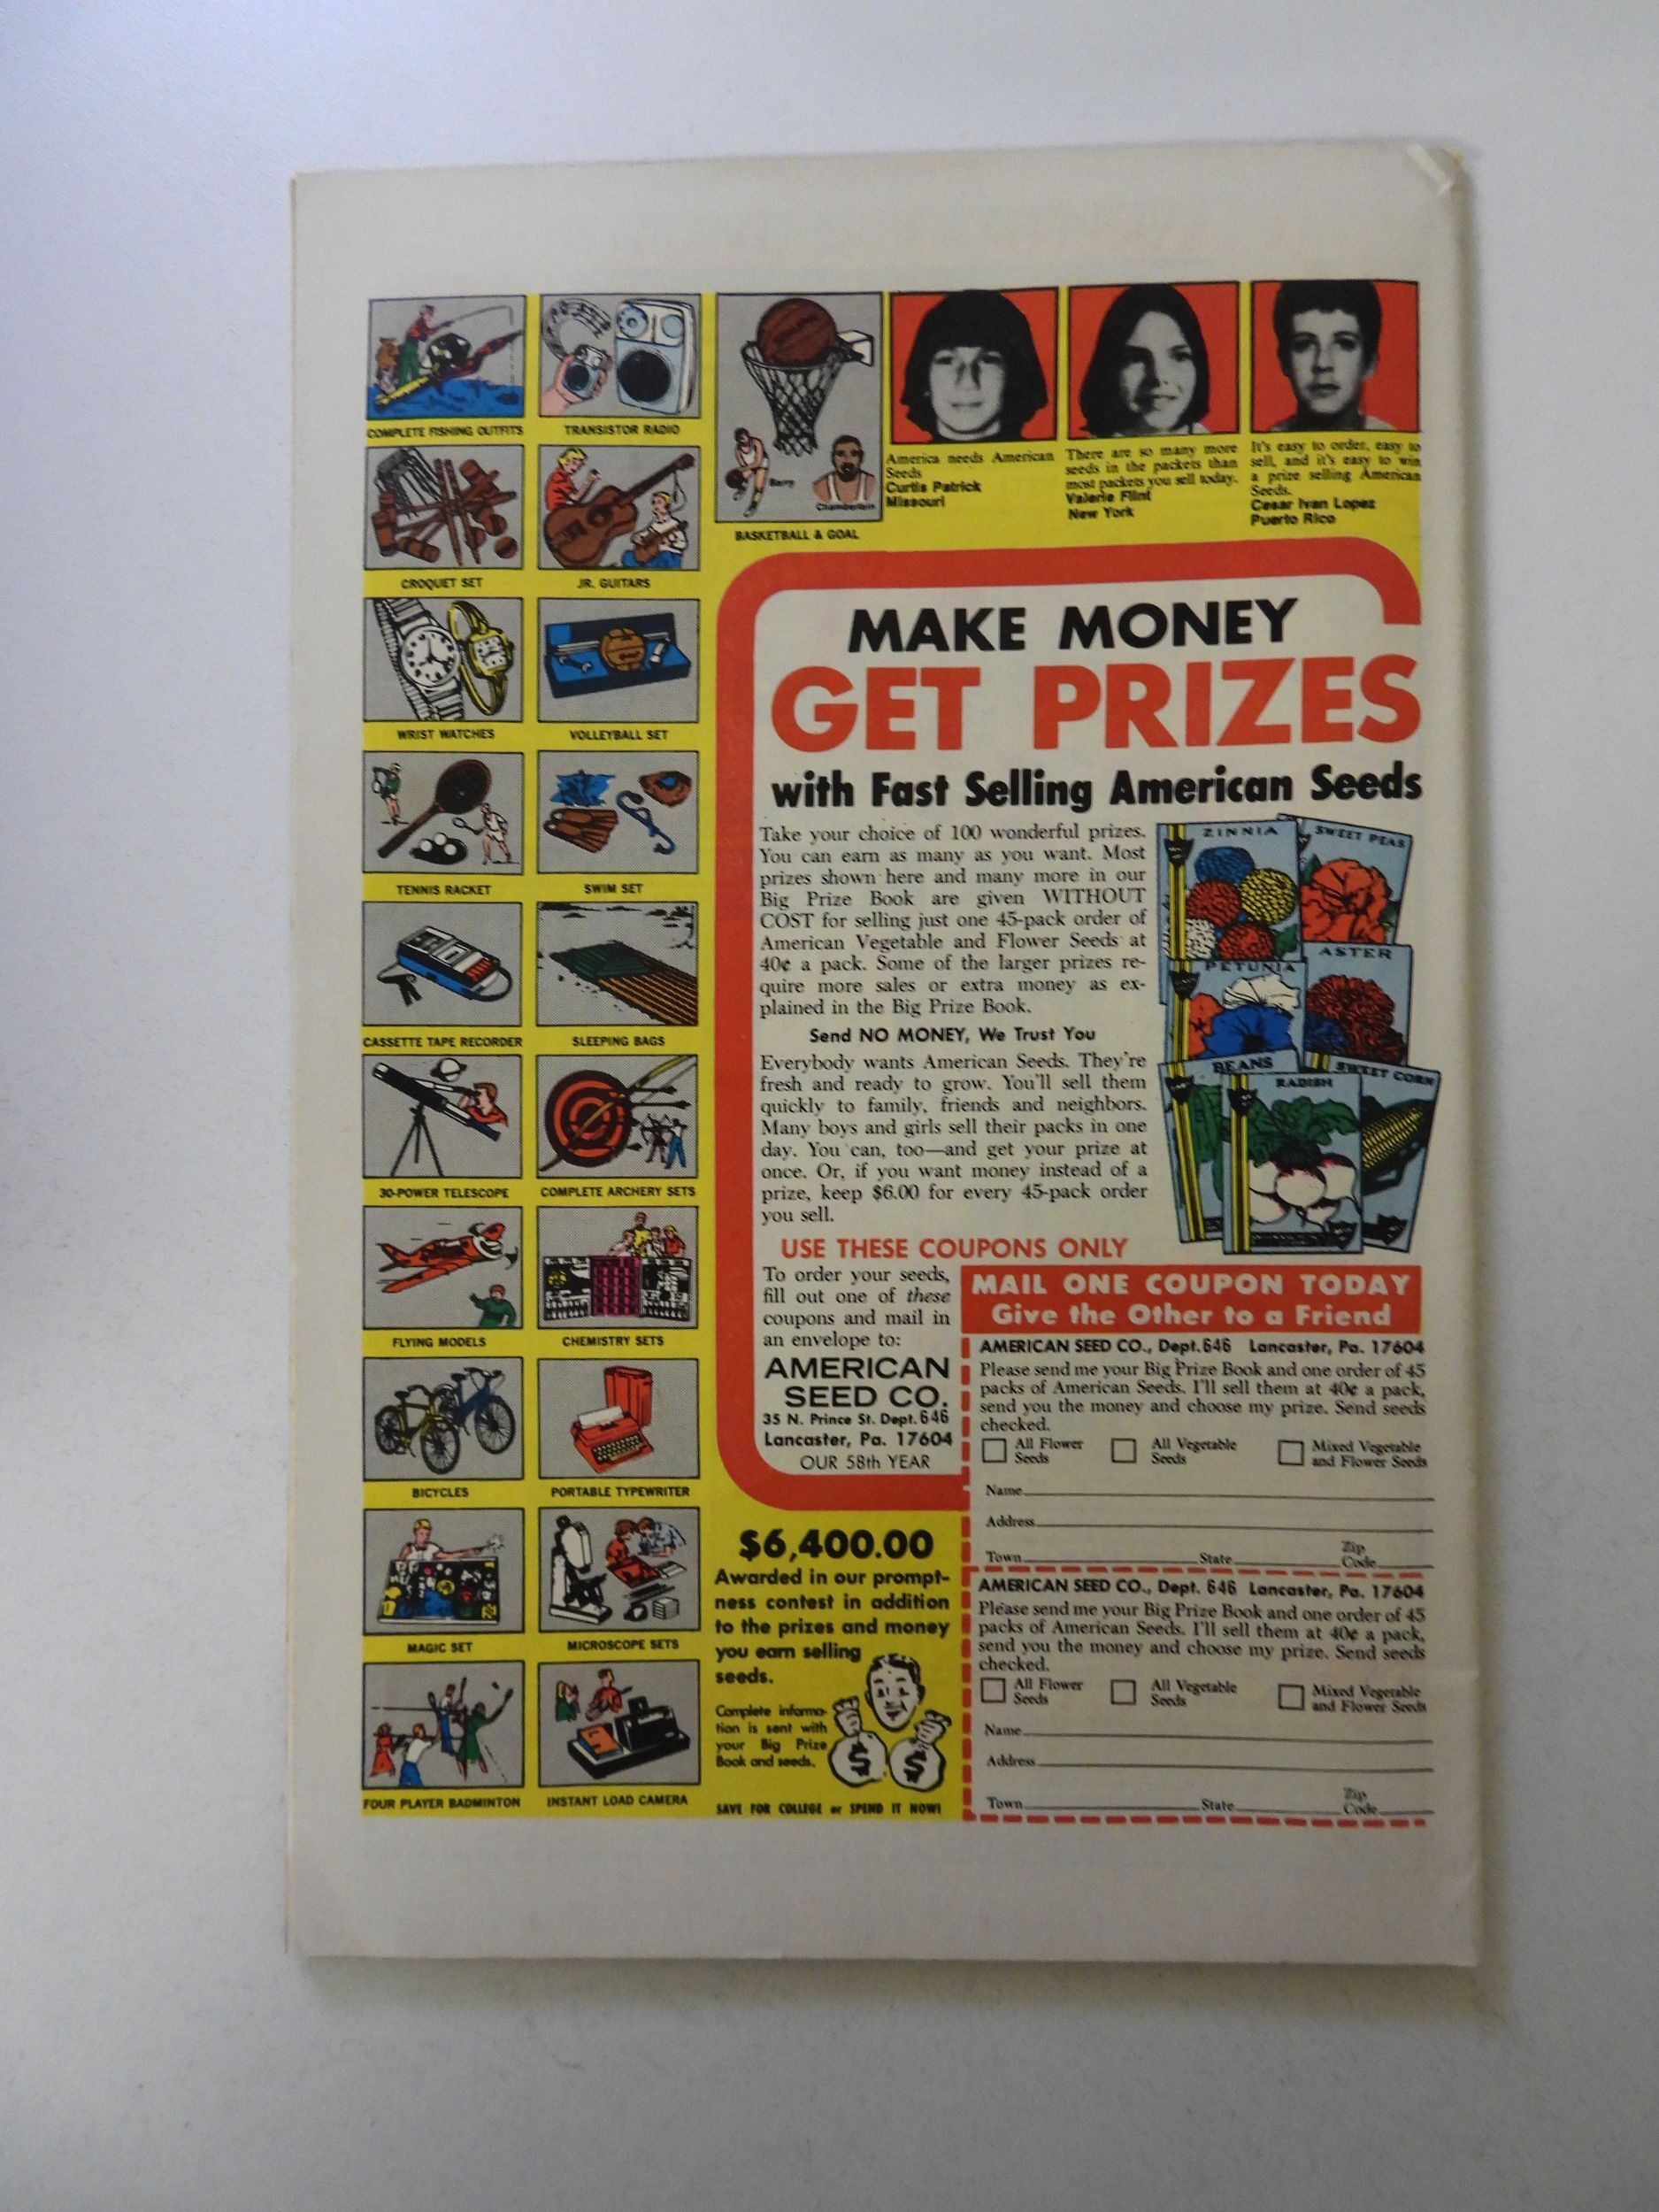 COMPLETE FISHING OUTFITS
TRANSISTOR RADIO
CROQUET SET
JR. GUITARS
WRIST WATCHES
VOLLEYBALL SET
TENNIS RACKET
SWIM SET
CASSETTE TAPE RECORDER
SLEEPING BAGS
30-POWER TELESCOPE
COMPLETE ARCHERY SETS
FLYING MODELS
CHEMISTRY SETS
BICYCLES
PORTABLE TYPEWRITER
MAGIC SET
MICROSCOPE SETS
FOUR PLAYER BADMINTON
INSTANT LOAD CAMERA
Barry
Chamberlain
BASKETBALL & GOAL
America needs American
Seeds
Curtis Patrick
Missouri
There are so many more
seeds in the packets than
most packets you sell today.
Valerie Flint
New York
It's easy to order, easy to
sell, and it's easy to win
a prize selling American
Seeds.
Cesar Ivan Lopez
Puerto Rico
MAKE MONEY
GET PRIZES
with Fast Selling American Seeds
Take your choice of 100 wonderful prizes.
You can earn as many as you want. Most
prizes shown here and many more in our
Big Prize Book are given WITHOUT
COST for selling just one 45-pack order of
American Vegetable and Flower Seeds at
40¢ a pack. Some of the larger prizes re-
quire more sales or extra money as ex-
plained in the Big Prize Book.
Send NO MONEY, We Trust You
Everybody wants American Seeds. They're
fresh and ready to grow. You'll sell them
quickly to family, friends and neighbors.
Many boys and girls sell their packs in one
day. You can, too—and get your prize at
once. Or, if you want money instead of a
prize, keep $6.00 for every 45-pack order
you sell.
ZINNIA
SWEET PEAS
PETUNIA
ASTER
BEANS
RADISH
SWEET CORN
USE THESE COUPONS ONLY
To order your seeds,
fill out one of these
coupons and mail in
an envelope to:
AMERICAN
SEED CO.
35 N. Prince St. Dept. 646
Lancaster, Pa. 17604
OUR 58th YEAR
MAIL ONE COUPON TODAY
Give the Other to a Friend
AMERICAN SEED CO., Dept. 646 Lancaster, Pa. 17604
Please send me your Big Prize Book and one order of 45
packs of American Seeds. I'll sell them at 40¢ a pack,
send you the money and choose my prize. Send seeds
checked.
All Flower Seeds
All Vegetable Seeds
Mixed Vegetable and Flower Seeds
Name
Address
Town State Zip Code
AMERICAN SEED CO., Dept. 646 Lancaster, Pa. 17604
Please send me your Big Prize Book and one order of 45
packs of American Seeds. I'll sell them at 40¢ a pack,
send you the money and choose my prize. Send seeds
checked.
All Flower Seeds
All Vegetable Seeds
Mixed Vegetable and Flower Seeds
Name
Address
Town State Zip Code
$6,400.00
Awarded in our prompt-
ness contest in addition
to the prizes and money
you earn selling
seeds.
Complete informa-
tion is sent with
your Big Prize
Book and seeds.
$ $
SAVE FOR COLLEGE or SPEND IT NOW!